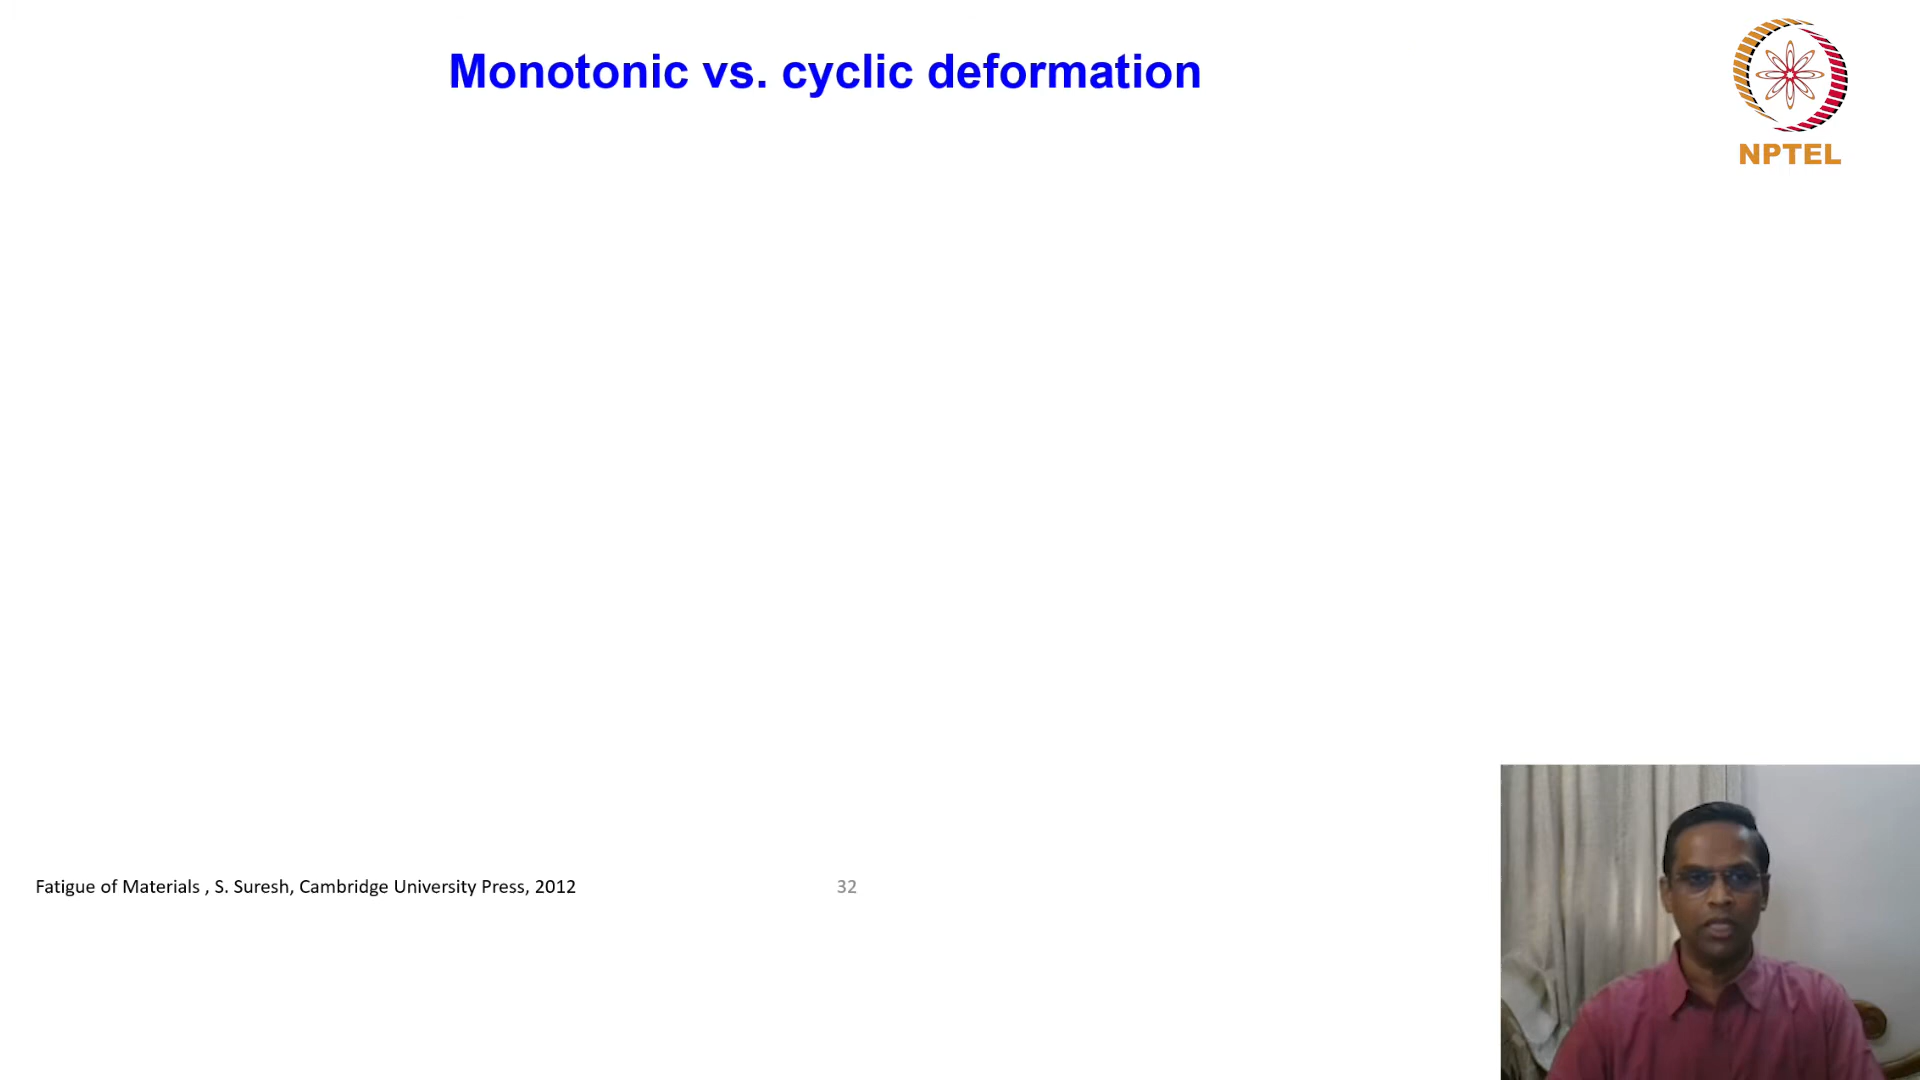 Monotonic vs. cyclic deformation
NPTEL
Fatigue of Materials , S. Suresh, Cambridge University Press, 2012
32